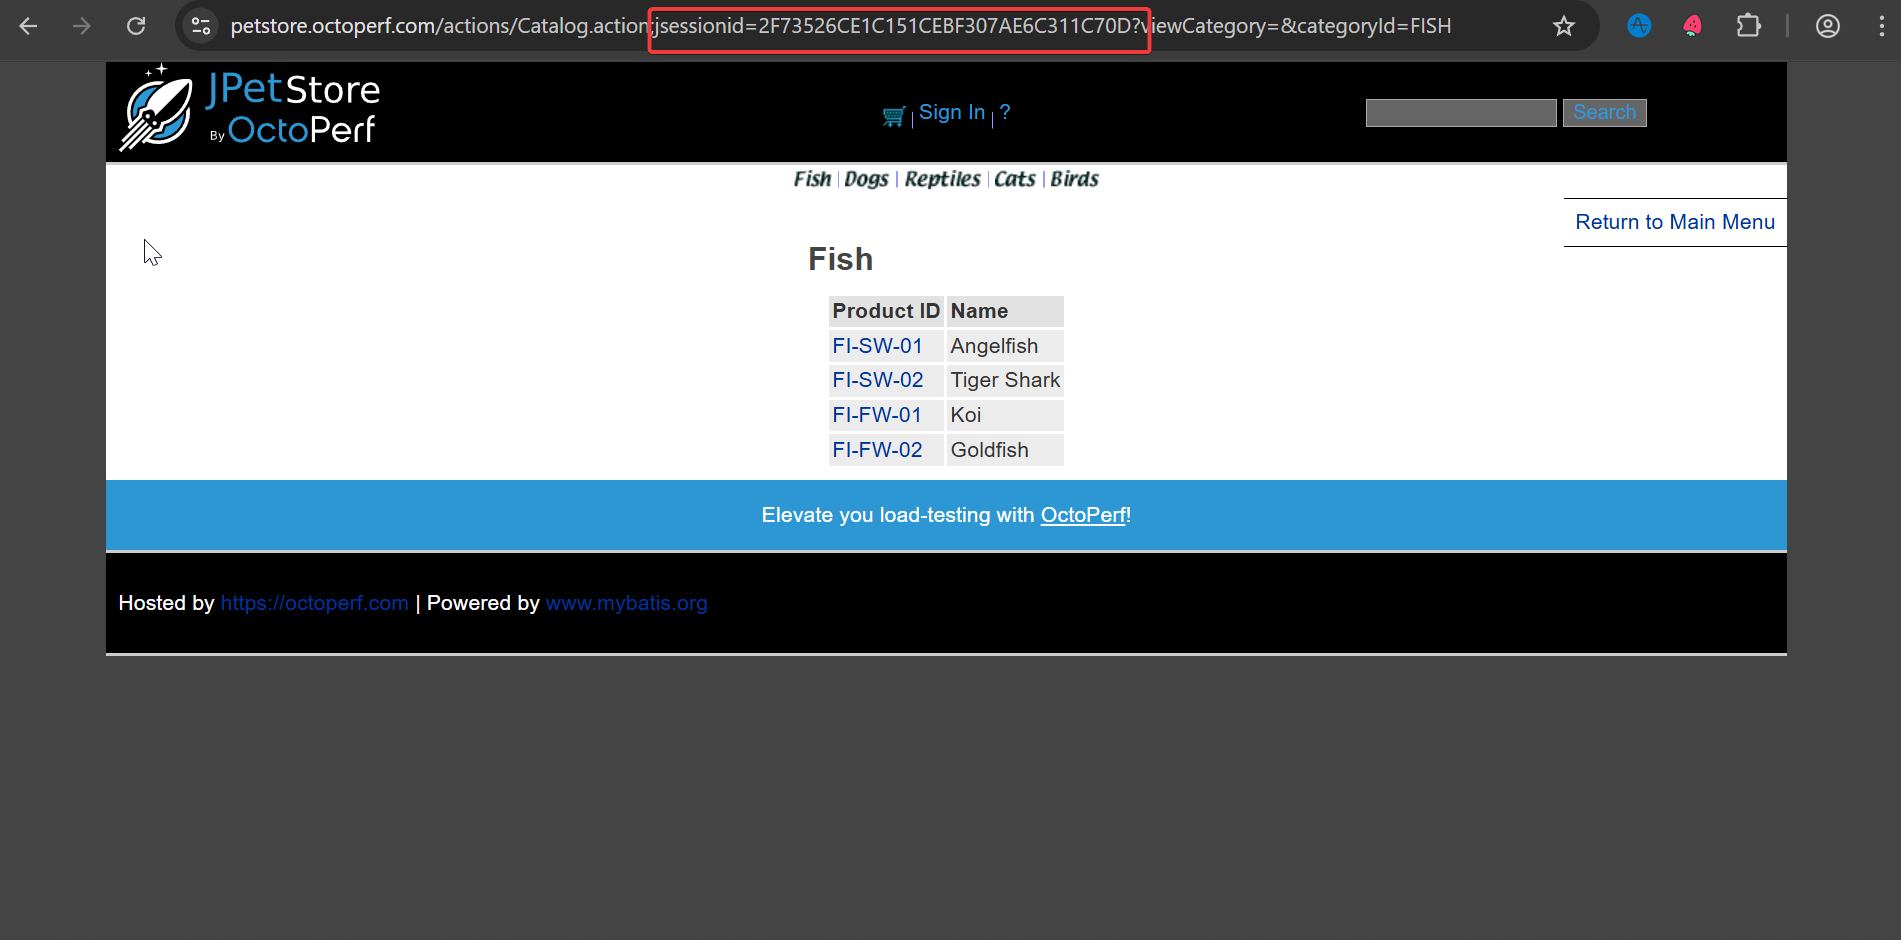 petstore.octoperf.com/actions/Catalog.action;jsessionid=2F73526CE1C151CEBF307AE6C311C70D?viewCategory=&categoryId=FISH
JPetStore
By OctoPerf
Sign In | ?
Search
Fish | Dogs | Reptiles | Cats | Birds
Return to Main Menu
Fish
Product ID Name
FI-SW-01 Angelfish
FI-SW-02 Tiger Shark
FI-FW-01 Koi
FI-FW-02 Goldfish
Elevate you load-testing with OctoPerf!
Hosted by https://octoperf.com | Powered by www.mybatis.org